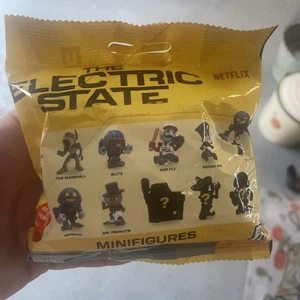 THE
ELECTRIC
NETFLIX
STATE
THE MARSHALL
BLITZ
POP FLY
MR. PEANUTS
MINIFIGURES